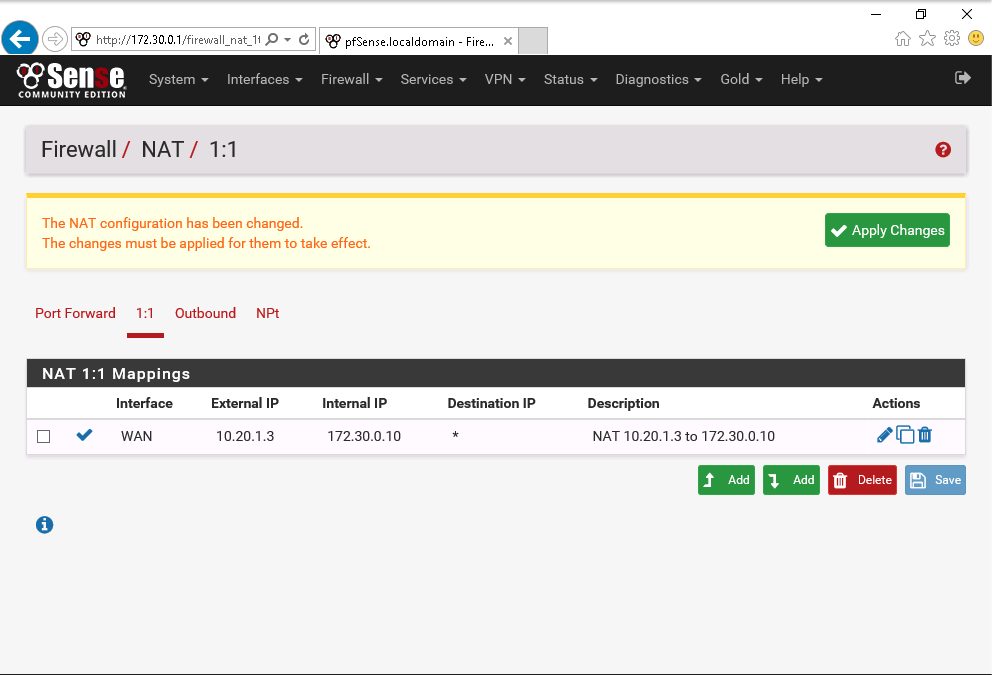 http://172.30.0.1/firewall_nat_1t
pfSense.localdomain - Fire...
Sense
COMMUNITY EDITION
System Interfaces Firewall Services VPN Status Diagnostics Gold Help
Firewall / NAT / 1:1
The NAT configuration has been changed.
The changes must be applied for them to take effect.
Apply Changes
Port Forward 1:1 Outbound NPt
NAT 1:1 Mappings
Interface External IP Internal IP Destination IP Description Actions
WAN 10.20.1.3 172.30.0.10 * NAT 10.20.1.3 to 172.30.0.10
Add Add Delete Save